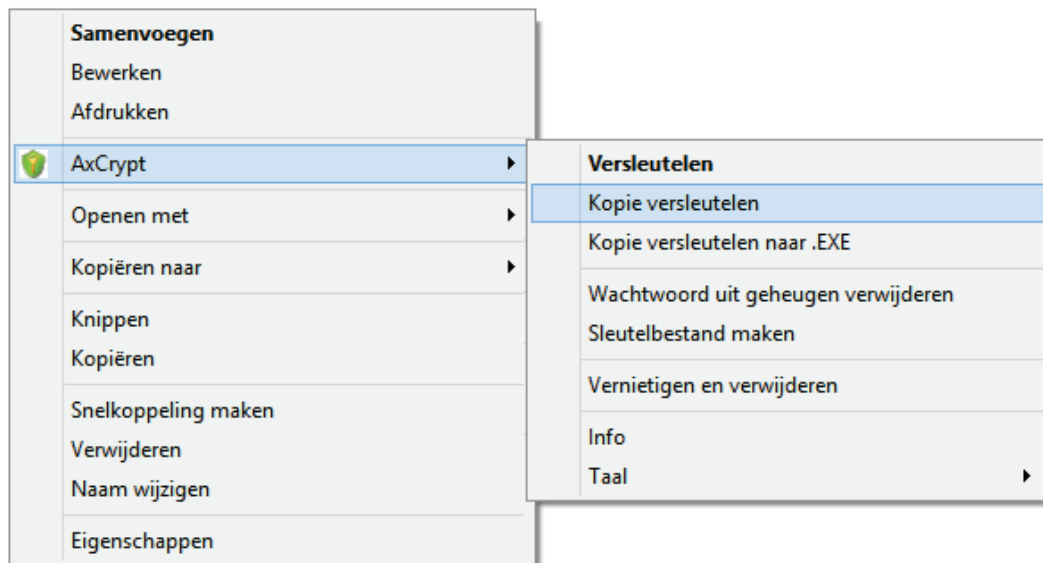 Samenvoegen
Bewerken
Afdrukken
AxCrypt
Openen met
Kopiëren naar
Knippen
Kopiëren
Snelkoppeling maken
Verwijderen
Naam wijzigen
Eigenschappen
Versleutelen
Kopie versleutelen
Kopie versleutelen naar .EXE
Wachtwoord uit geheugen verwijderen
Sleutelbestand maken
Vernietigen en verwijderen
Info
Taal